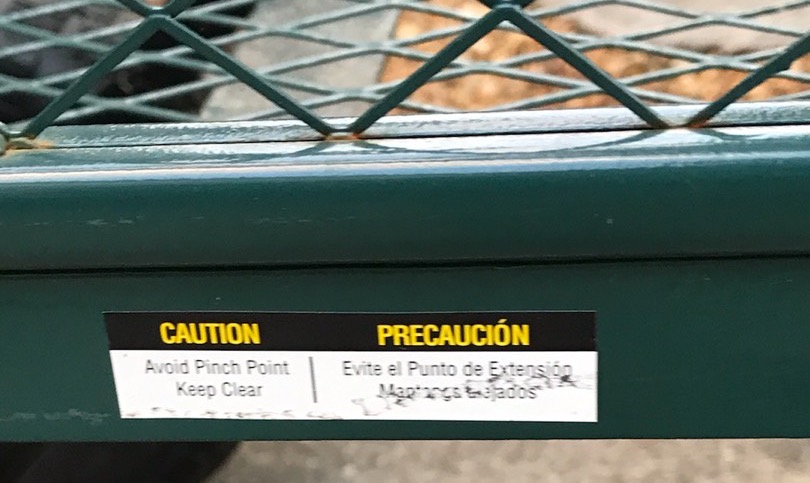 CAUTION
Avoid Pinch Point
Keep Clear
PRECAUCIÓN
Evite el Punto de Extensión